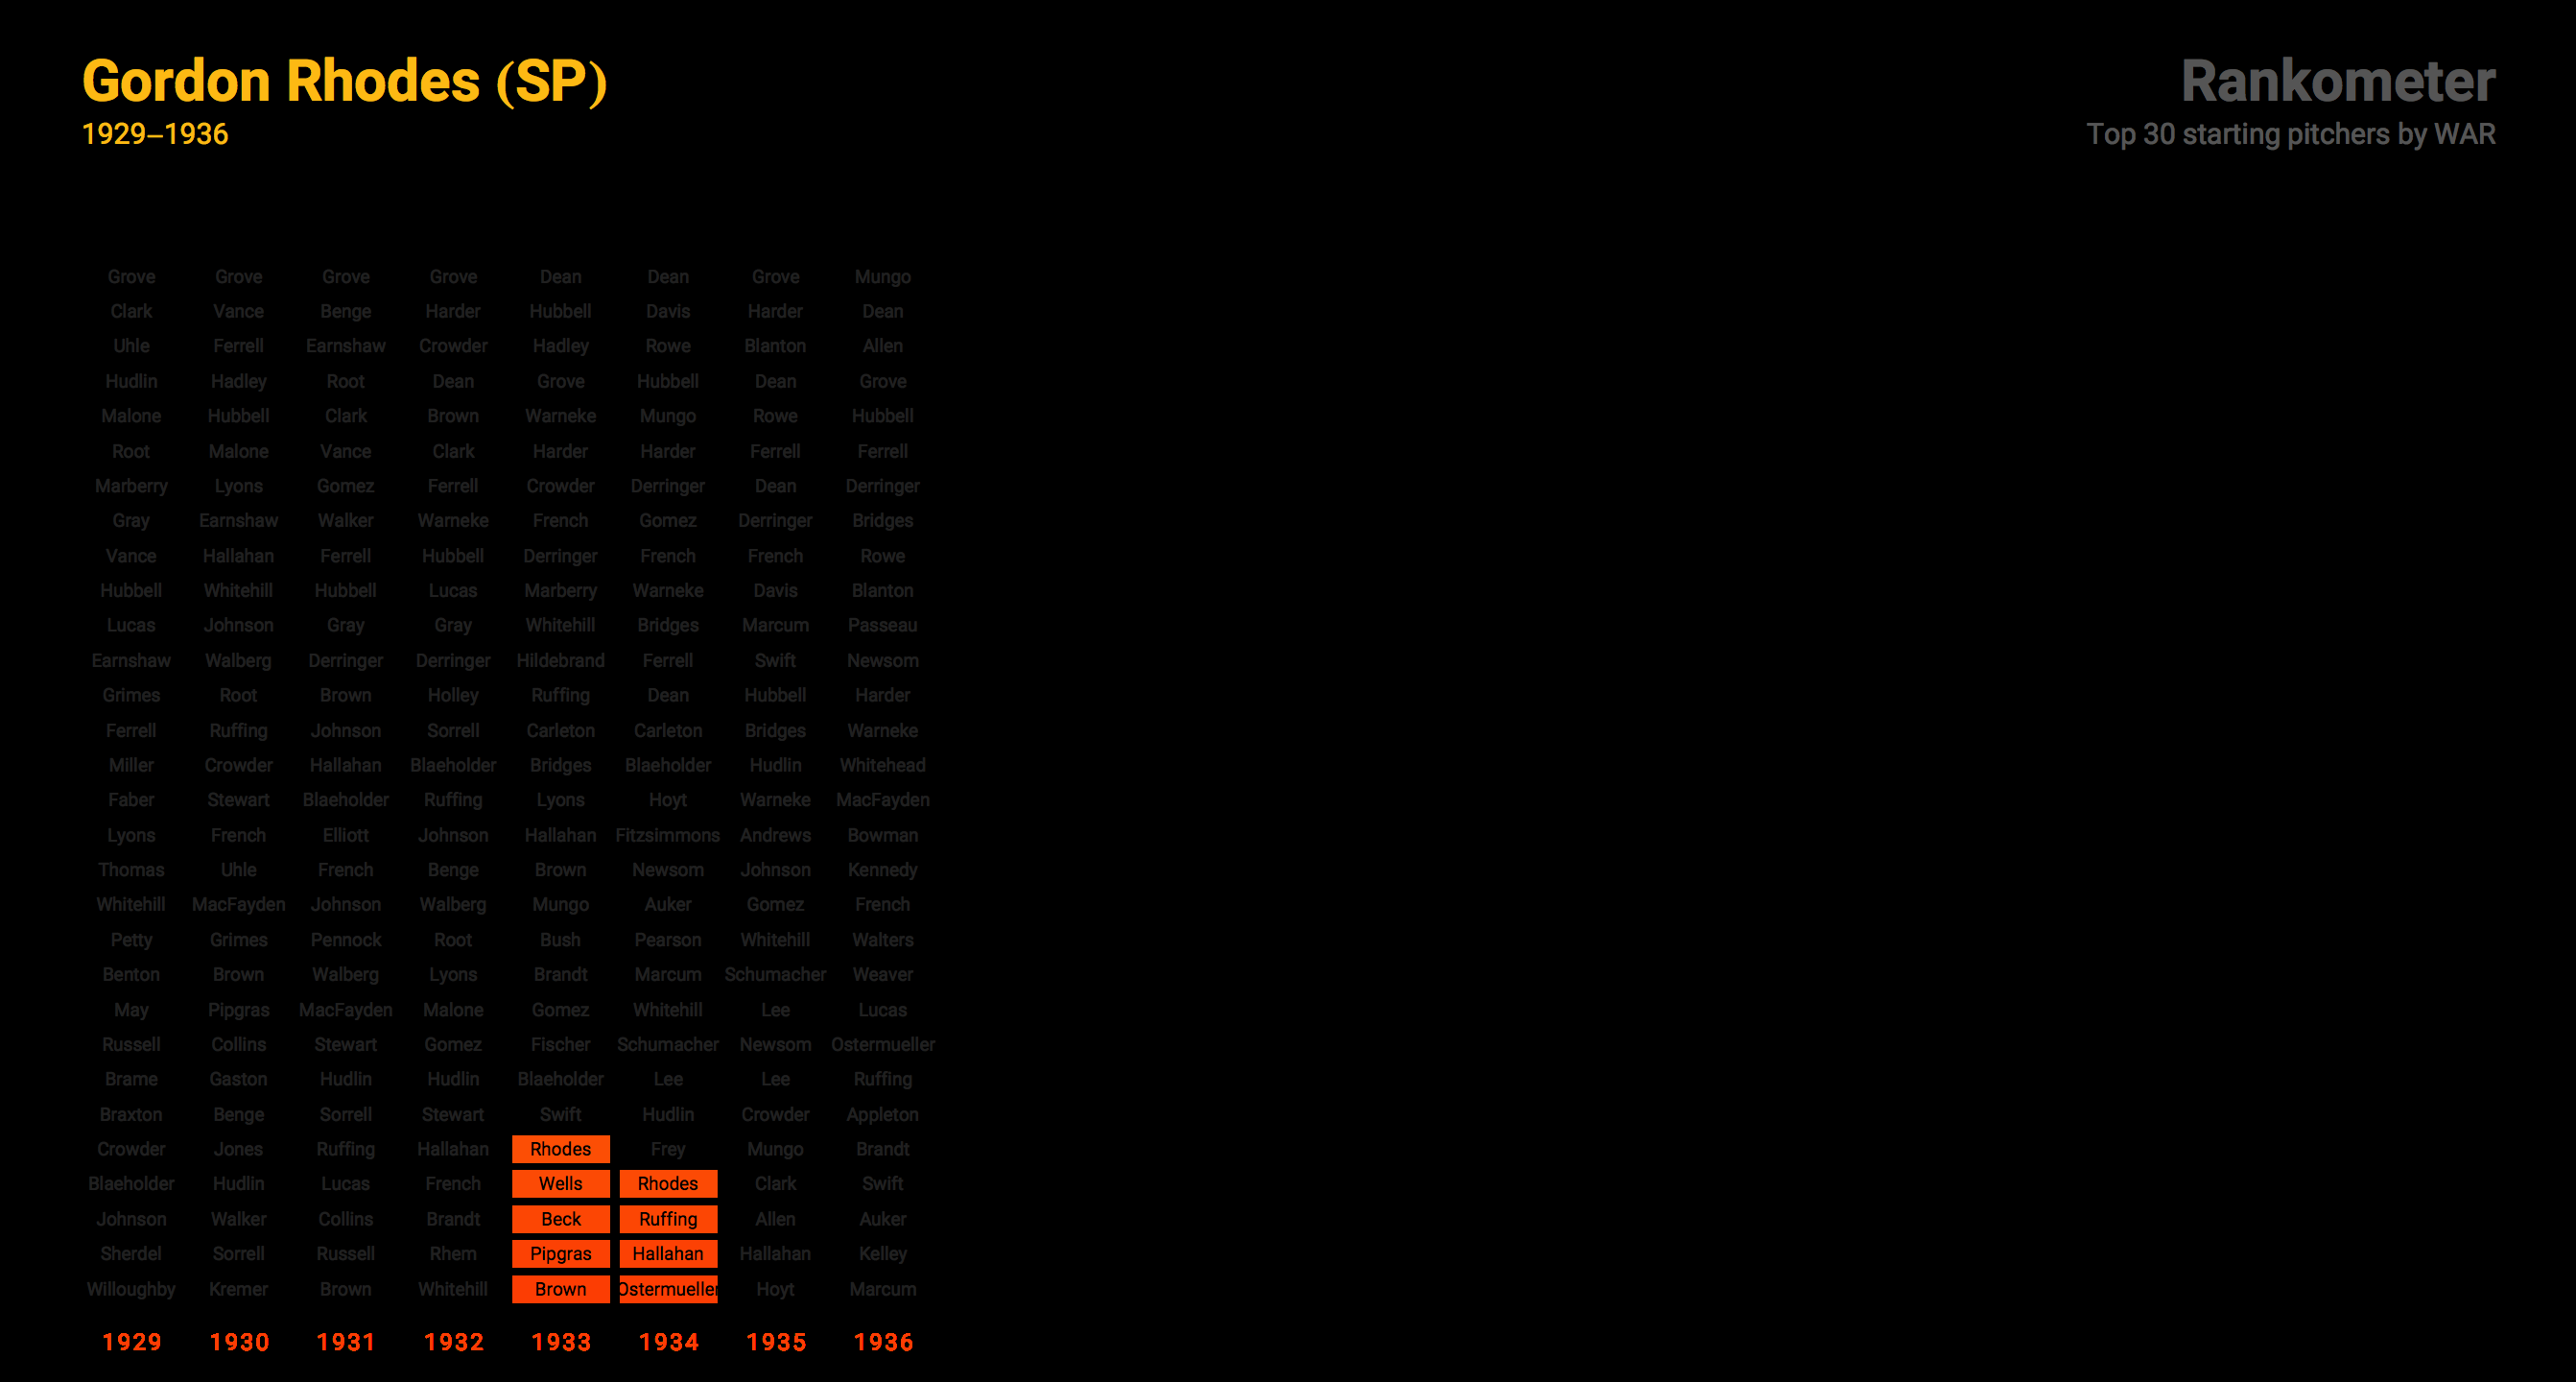 Gordon Rhodes (SP)
1929–1936
Rankometer
Top 30 starting pitchers by WAR
Grove Grove Grove Grove Dean Dean Grove Mungo
Clark Vance Benge Harder Hubbell Davis Harder Dean
Uhle Ferrell Earnshaw Crowder Hadley Rowe Blanton Allen
Hudlin Hadley Root Dean Grove Hubbell Dean Grove
Malone Hubbell Clark Brown Warneke Mungo Rowe Hubbell
Root Malone Vance Clark Harder Harder Ferrell Ferrell
Marberry Lyons Gomez Ferrell Crowder Derringer Dean Derringer
Gray Earnshaw Walker Warneke French Gomez Derringer Bridges
Vance Hallahan Ferrell Hubbell Derringer French French Rowe
Hubbell Whitehill Hubbell Lucas Marberry Warneke Davis Blanton
Lucas Johnson Gray Gray Whitehill Bridges Marcum Passeau
Earnshaw Walberg Derringer Derringer Hildebrand Ferrell Swift Newsom
Grimes Root Brown Holley Ruffing Dean Hubbell Harder
Ferrell Ruffing Johnson Sorrell Carleton Carleton Bridges Warneke
Miller Crowder Hallahan Blaeholder Bridges Blaeholder Hudlin Whitehead
Faber Stewart Blaeholder Ruffing Lyons Hoyt Warneke MacFayden
Lyons French Elliott Johnson Hallahan Fitzsimmons Andrews Bowman
Thomas Uhle French Benge Brown Newsom Johnson Kennedy
Whitehill MacFayden Johnson Walberg Mungo Auker Gomez French
Petty Grimes Pennock Root Bush Pearson Whitehill Walters
Benton Brown Walberg Lyons Brandt Marcum Schumacher Weaver
May Pipgras MacFayden Malone Gomez Whitehill Lee Lucas
Russell Collins Stewart Gomez Fischer Schumacher Newsom Ostermueller
Brame Gaston Hudlin Hudlin Blaeholder Lee Lee Ruffing
Braxton Benge Sorrell Stewart Swift Hudlin Crowder Appleton
Crowder Jones Ruffing Hallahan Rhodes Frey Mungo Brandt
Blaeholder Hudlin Lucas French Wells Rhodes Clark Swift
Johnson Walker Collins Brandt Beck Ruffing Allen Auker
Sherdel Sorrell Russell Rhem Pipgras Hallahan Hallahan Kelley
Willoughby Kremer Brown Whitehill Brown Ostermueller Hoyt Marcum
1929 1930 1931 1932 1933 1934 1935 1936